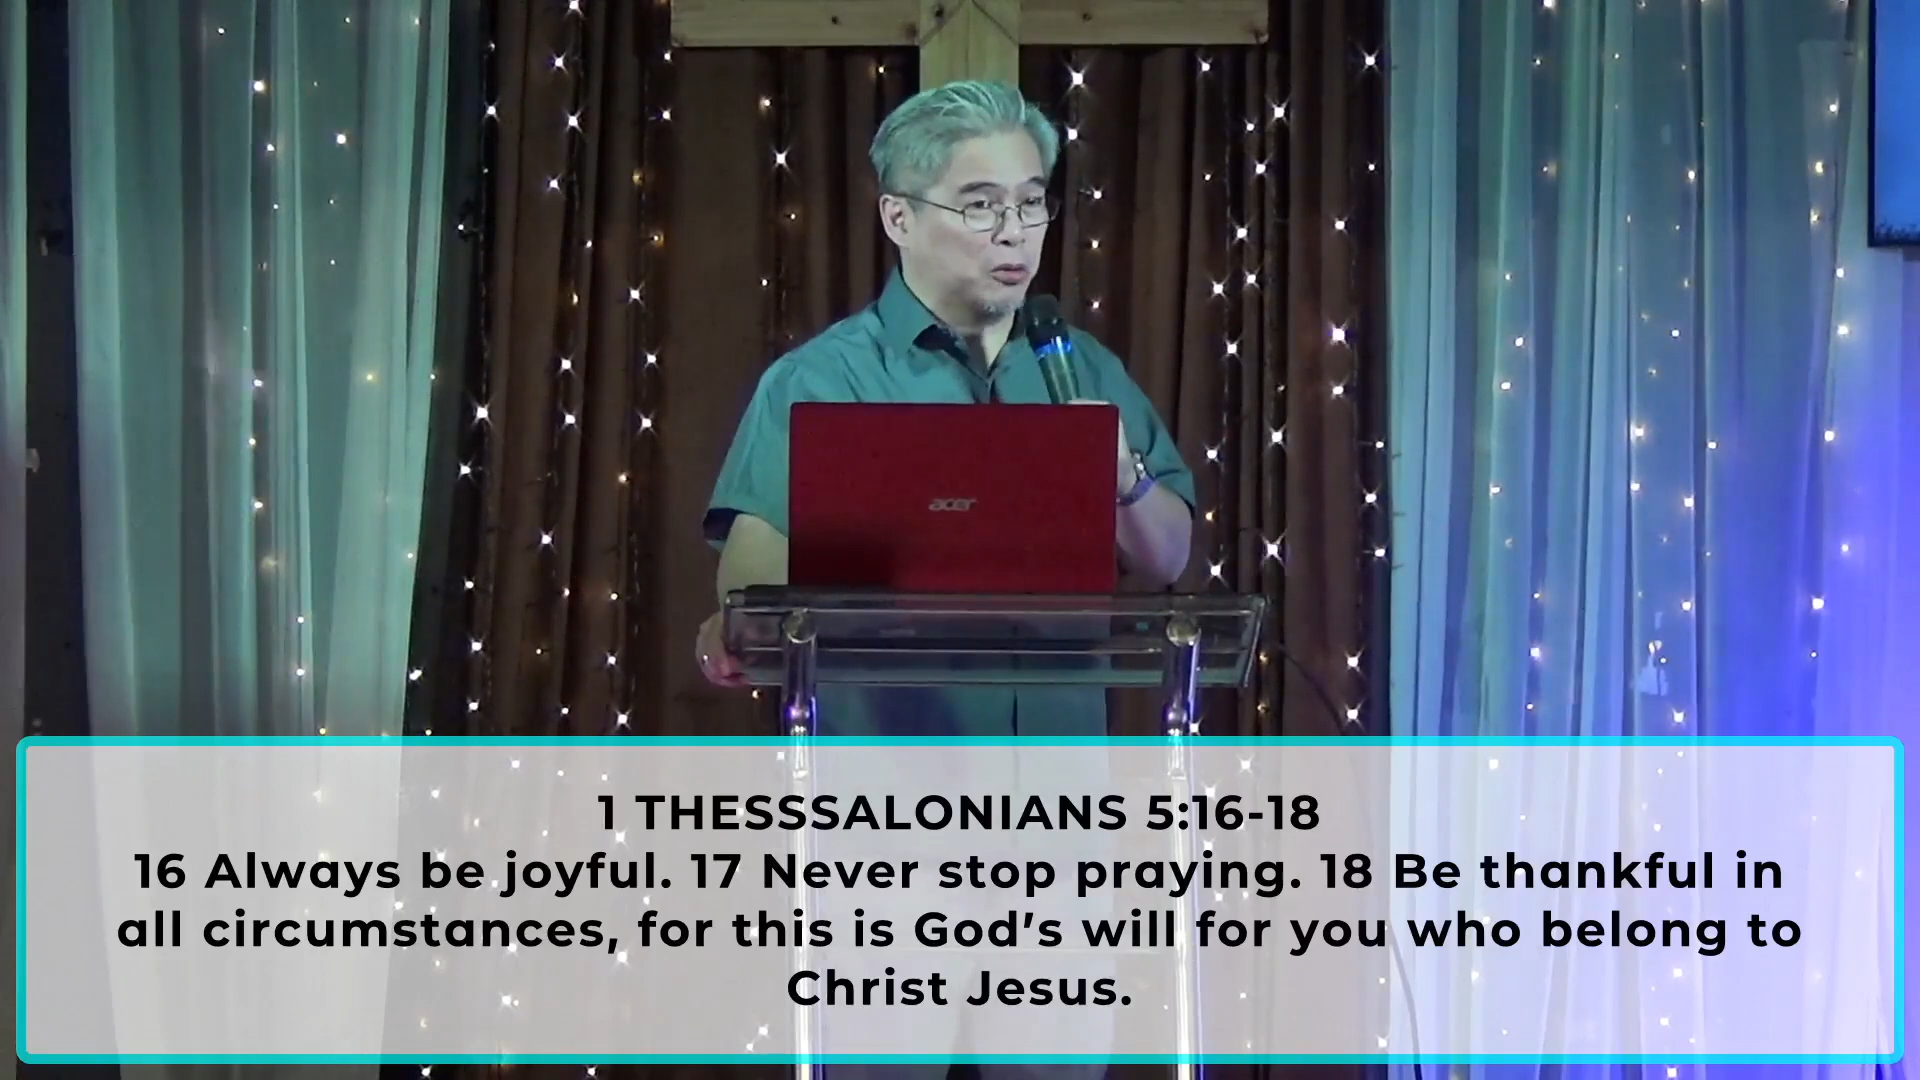 acer
1 THESSSALONIANS 5:16-18
16 Always be joyful. 17 Never stop praying. 18 Be thankful in
all circumstances, for this is God's will for you who belong to
Christ Jesus.